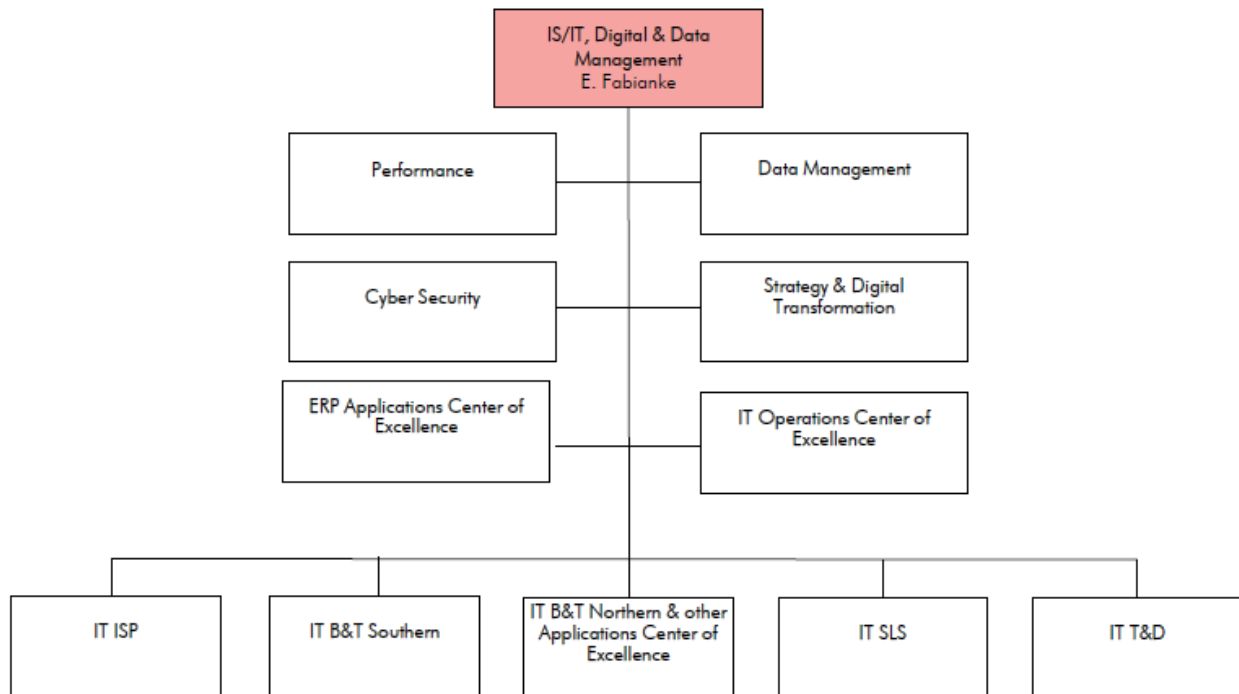 IS/IT, Digital & Data
Management
E. Fabianke
Performance
Data Management
Cyber Security
Strategy & Digital
Transformation
ERP Applications Center of
Excellence
IT Operations Center of
Excellence
IT ISP
IT B&T Southern
IT B&T Northern & other
Applications Center of
Excellence
IT SLS
IT T&D